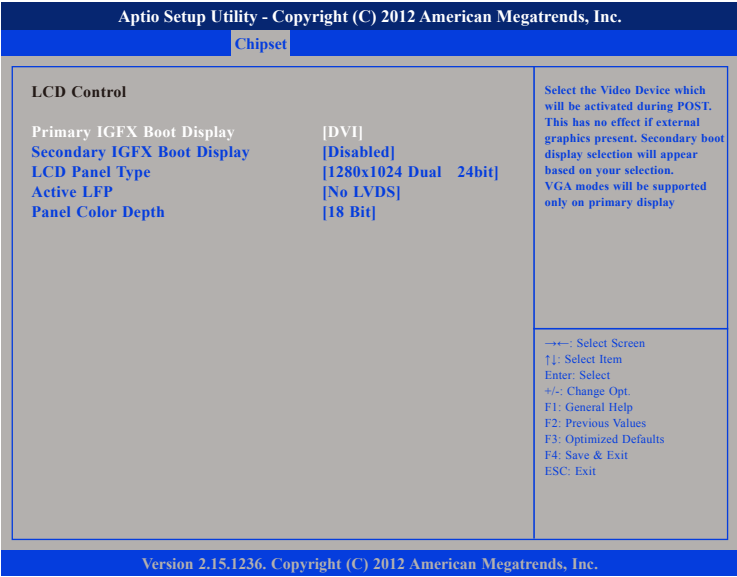 Aptio Setup Utility - Copyright (C) 2012 American Megatrends, Inc.
Chipset
LCD Control
Primary IGFX Boot Display [DVI]
Secondary IGFX Boot Display [Disabled]
LCD Panel Type [1280x1024 Dual 24bit]
Active LFP [No LVDS]
Panel Color Depth [18 Bit]
Select the Video Device which
will be activated during POST.
This has no effect if external
graphics present. Secondary boot
display selection will appear
based on your selection.
VGA modes will be supported
only on primary display
→←: Select Screen
↑↓: Select Item
Enter: Select
+/-: Change Opt.
F1: General Help
F2: Previous Values
F3: Optimized Defaults
F4: Save & Exit
ESC: Exit
Version 2.15.1236. Copyright (C) 2012 American Megatrends, Inc.